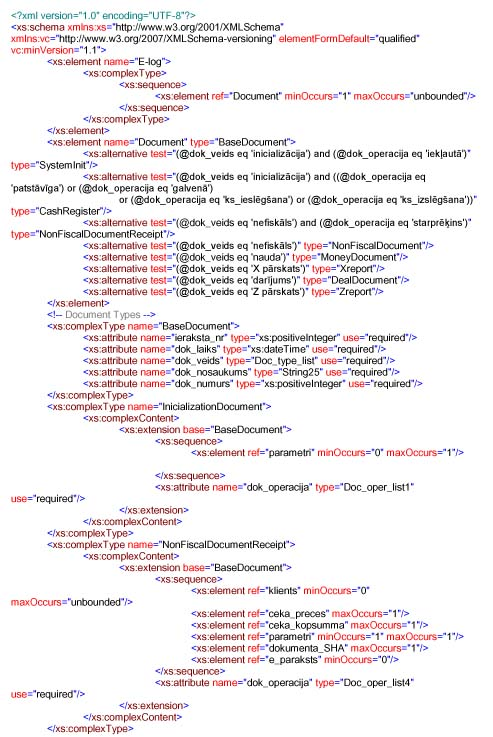 <?xml version="1.0" encoding="UTF-8"?>
<xs:schema xmlns:xs="http://www.w3.org/2001/XMLSchema"
xmlns:vc="http://www.w3.org/2007/XMLSchema-versioning" elementFormDefault="qualified"
vc:minVersion="1.1">
<xs:element name="E-log">
<xs:complexType>
<xs:sequence>
<xs:element ref="Document" minOccurs="1" maxOccurs="unbounded"/>
</xs:sequence>
</xs:complexType>
</xs:element>
<xs:element name="Document" type="BaseDocument">
<xs:alternative test="(@dok_veids eq 'inicializācija') and (@dok_operacija eq 'iekļautā')"
type="SystemInit"/>
<xs:alternative test="(@dok_veids eq 'inicializācija') and ((@dok_operacija eq
'patstāvīga') or (@dok_operacija eq 'galvenā')
or (@dok_operacija eq 'ks_ieslēgšana') or (@dok_operacija eq 'ks_izslēgšana'))"
type="CashRegister"/>
<xs:alternative test="(@dok_veids eq 'nefiskāls') and (@dok_operacija eq 'starprēķins')"
type="NonFiscalDocumentReceipt"/>
<xs:alternative test="(@dok_veids eq 'nefiskāls')" type="NonFiscalDocument"/>
<xs:alternative test="(@dok_veids eq 'nauda')" type="MoneyDocument"/>
<xs:alternative test="(@dok_veids eq 'X pārskats')" type="Xreport"/>
<xs:alternative test="(@dok_veids eq 'darījums')" type="DealDocument"/>
<xs:alternative test="(@dok_veids eq 'Z pārskats')" type="Zreport"/>
</xs:element>
<!-- Document Types -->
<xs:complexType name="BaseDocument">
<xs:attribute name="ieraksta_nr" type="xs:positiveInteger" use="required"/>
<xs:attribute name="dok_laiks" type="xs:dateTime" use="required"/>
<xs:attribute name="dok_veids" type="Doc_type_list" use="required"/>
<xs:attribute name="dok_nosaukums" type="String25" use="required"/>
<xs:attribute name="dok_numurs" type="xs:positiveInteger" use="required"/>
</xs:complexType>
<xs:complexType name="InicializationDocument">
<xs:complexContent>
<xs:extension base="BaseDocument">
<xs:sequence>
<xs:element ref="parametri" minOccurs="0" maxOccurs="1"/>
</xs:sequence>
<xs:attribute name="dok_operacija" type="Doc_oper_list1"
use="required"/>
</xs:extension>
</xs:complexContent>
</xs:complexType>
<xs:complexType name="NonFiscalDocumentReceipt">
<xs:complexContent>
<xs:extension base="BaseDocument">
<xs:sequence>
<xs:element ref="klients" minOccurs="0"
maxOccurs="unbounded"/>
<xs:element ref="ceka_preces" maxOccurs="1"/>
<xs:element ref="ceka_kopsumma" maxOccurs="1"/>
<xs:element ref="parametri" minOccurs="1" maxOccurs="1"/>
<xs:element ref="dokumenta_SHA" maxOccurs="1"/>
<xs:element ref="e_paraksts" minOccurs="0"/>
</xs:sequence>
<xs:attribute name="dok_operacija" type="Doc_oper_list4"
use="required"/>
</xs:extension>
</xs:complexContent>
</xs:complexType>